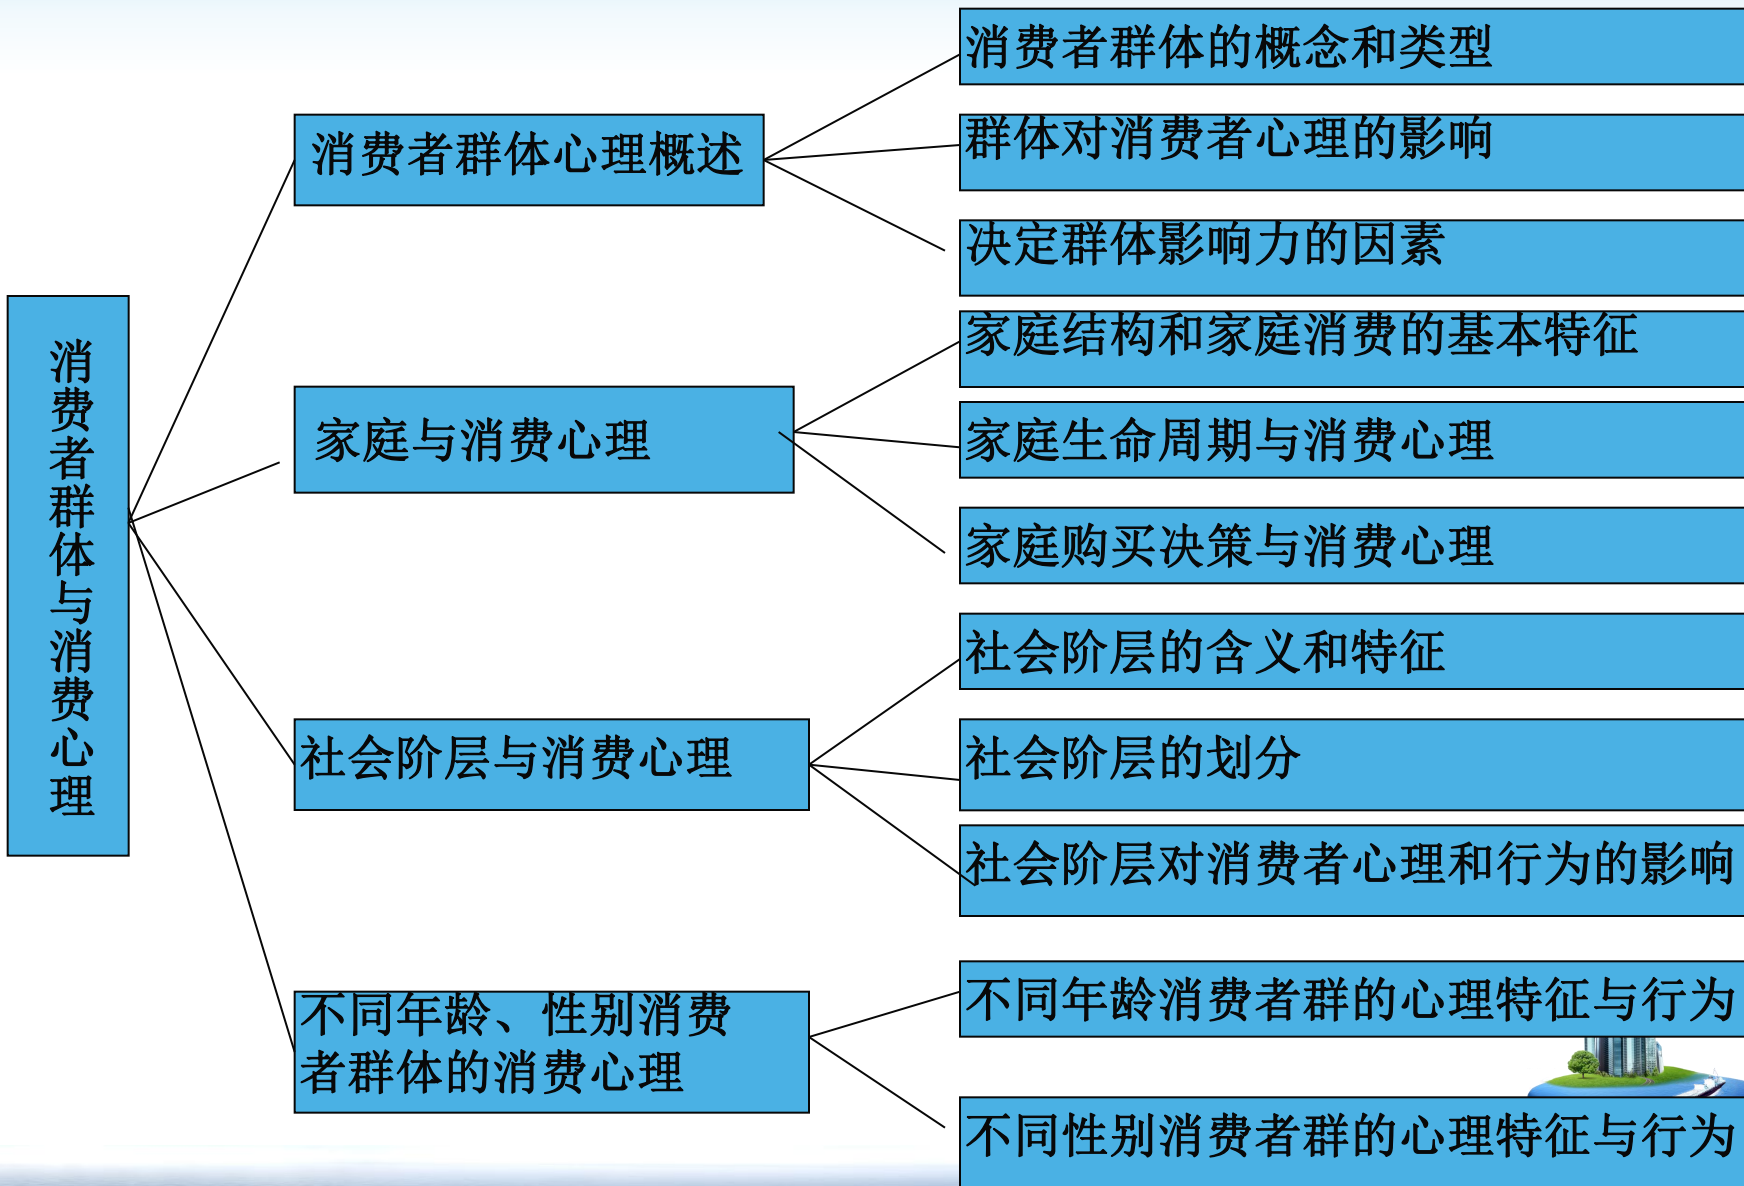 消费者群体与消费心理
消费者群体心理概述
消费者群体的概念和类型
群体对消费者心理的影响
决定群体影响力的因素
家庭与消费心理
家庭结构和家庭消费的基本特征
家庭生命周期与消费心理
家庭购买决策与消费心理
社会阶层与消费心理
社会阶层的含义和特征
社会阶层的划分
社会阶层对消费者心理和行为的影响
不同年龄、性别消费
者群体的消费心理
不同年龄消费者群的心理特征与行为
不同性别消费者群的心理特征与行为